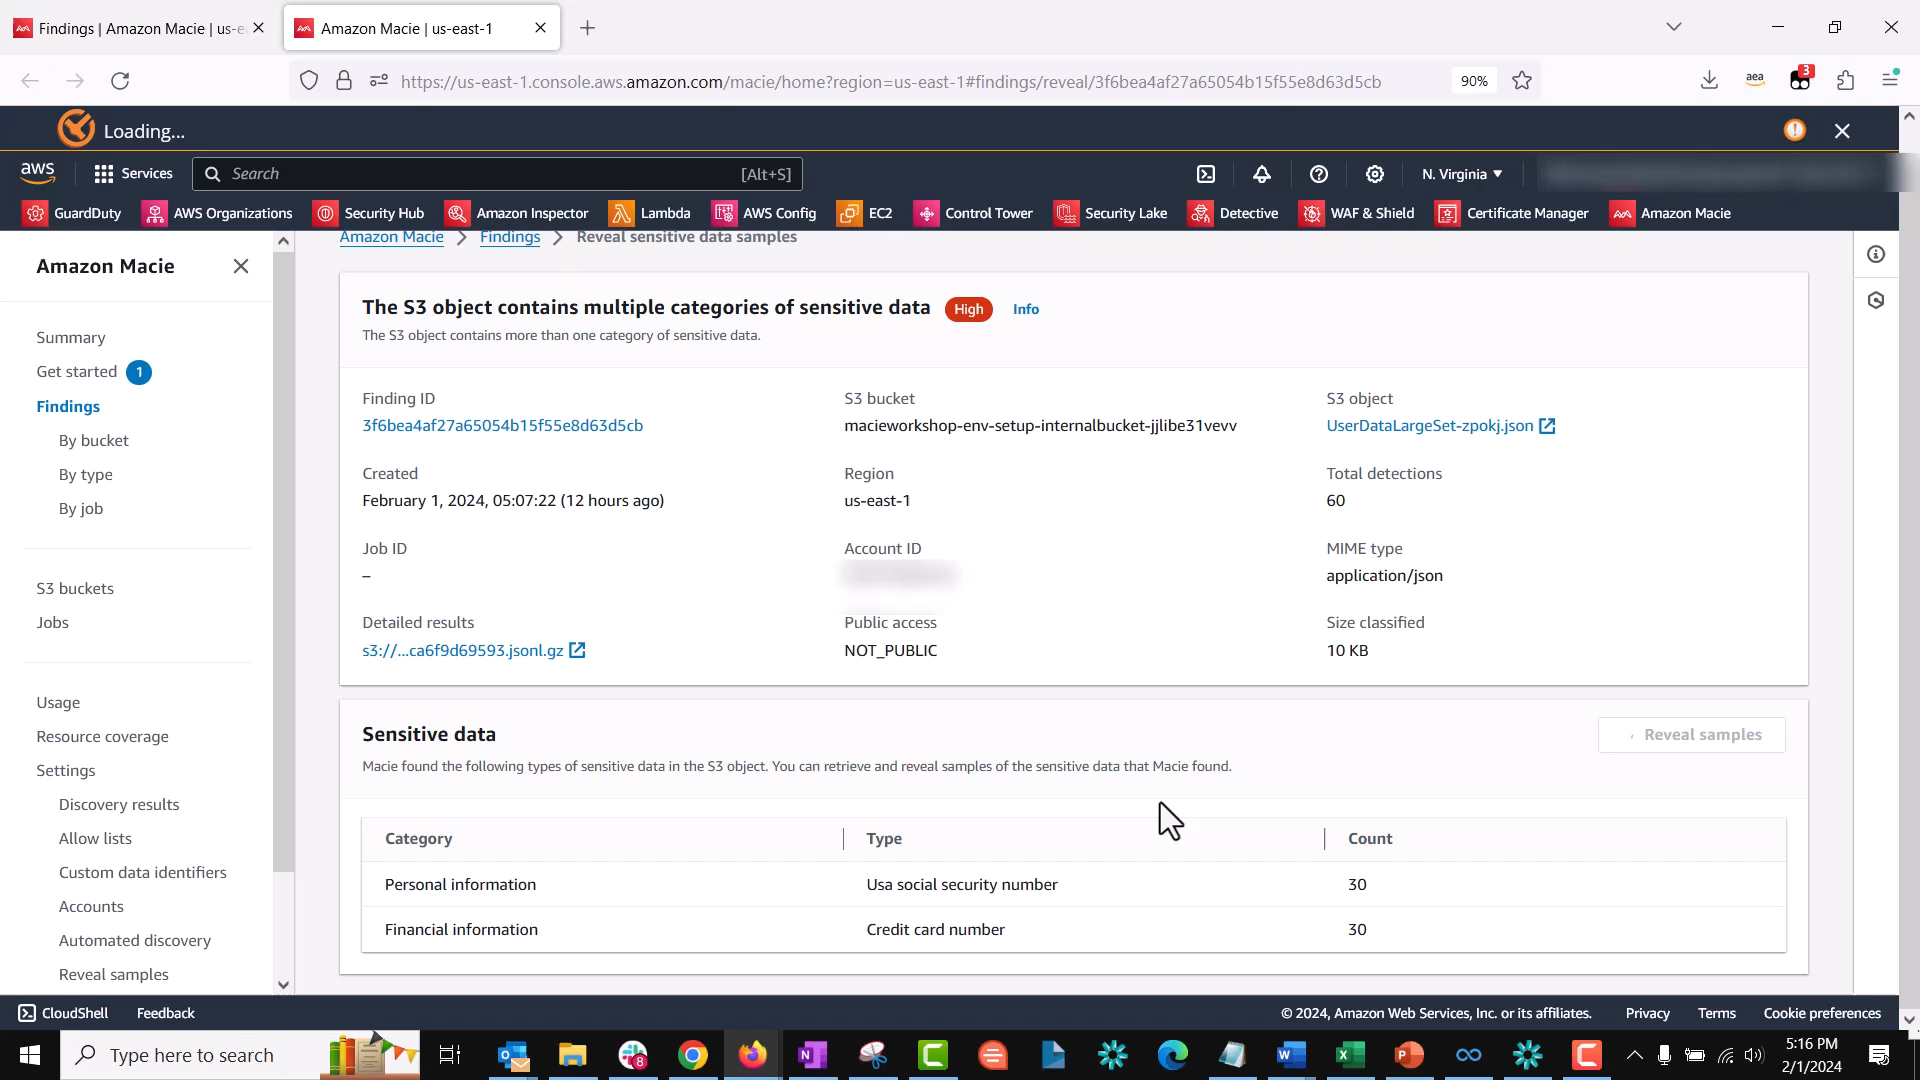 Findings | Amazon Macie | us-ea
Amazon Macie | us-east-1
https://us-east-1.console.aws.amazon.com/macie/home?region=us-east-1#findings/reveal/3f6bea4af27a65054b15f55e8d63d5cb
90%
aea
3
Loading...
aws
Services
Search
[Alt+S]
N. Virginia
GuardDuty
AWS Organizations
Security Hub
Amazon Inspector
Lambda
AWS Config
EC2
Control Tower
Security Lake
Detective
WAF & Shield
Certificate Manager
Amazon Macie
Amazon Macie
Summary
Get started 1
Findings
By bucket
By type
By job
S3 buckets
Jobs
Usage
Resource coverage
Settings
Discovery results
Allow lists
Custom data identifiers
Accounts
Automated discovery
Reveal samples
Amazon Macie > Findings > Reveal sensitive data samples
The S3 object contains multiple categories of sensitive data High Info
The S3 object contains more than one category of sensitive data.
Finding ID
3f6bea4af27a65054b15f55e8d63d5cb
S3 bucket
macieworkshop-env-setup-internalbucket-jjlibe31vevv
S3 object
UserDataLargeSet-zpokj.json
Created
February 1, 2024, 05:07:22 (12 hours ago)
Region
us-east-1
Total detections
60
Job ID
–
Account ID
MIME type
application/json
Detailed results
s3://...ca6f9d69593.jsonl.gz
Public access
NOT_PUBLIC
Size classified
10 KB
Sensitive data
Reveal samples
Macie found the following types of sensitive data in the S3 object. You can retrieve and reveal samples of the sensitive data that Macie found.
Category Type Count
Personal information Usa social security number 30
Financial information Credit card number 30
CloudShell
Feedback
© 2024, Amazon Web Services, Inc. or its affiliates.
Privacy
Terms
Cookie preferences
Type here to search
8
5:16 PM
2/1/2024